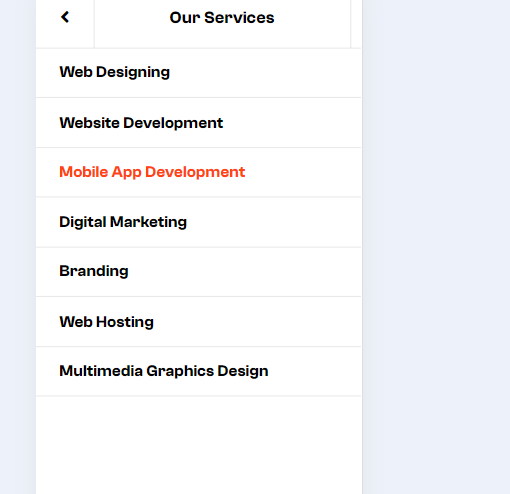 Our Services
Web Designing
Website Development
Mobile App Development
Digital Marketing
Branding
Web Hosting
Multimedia Graphics Design